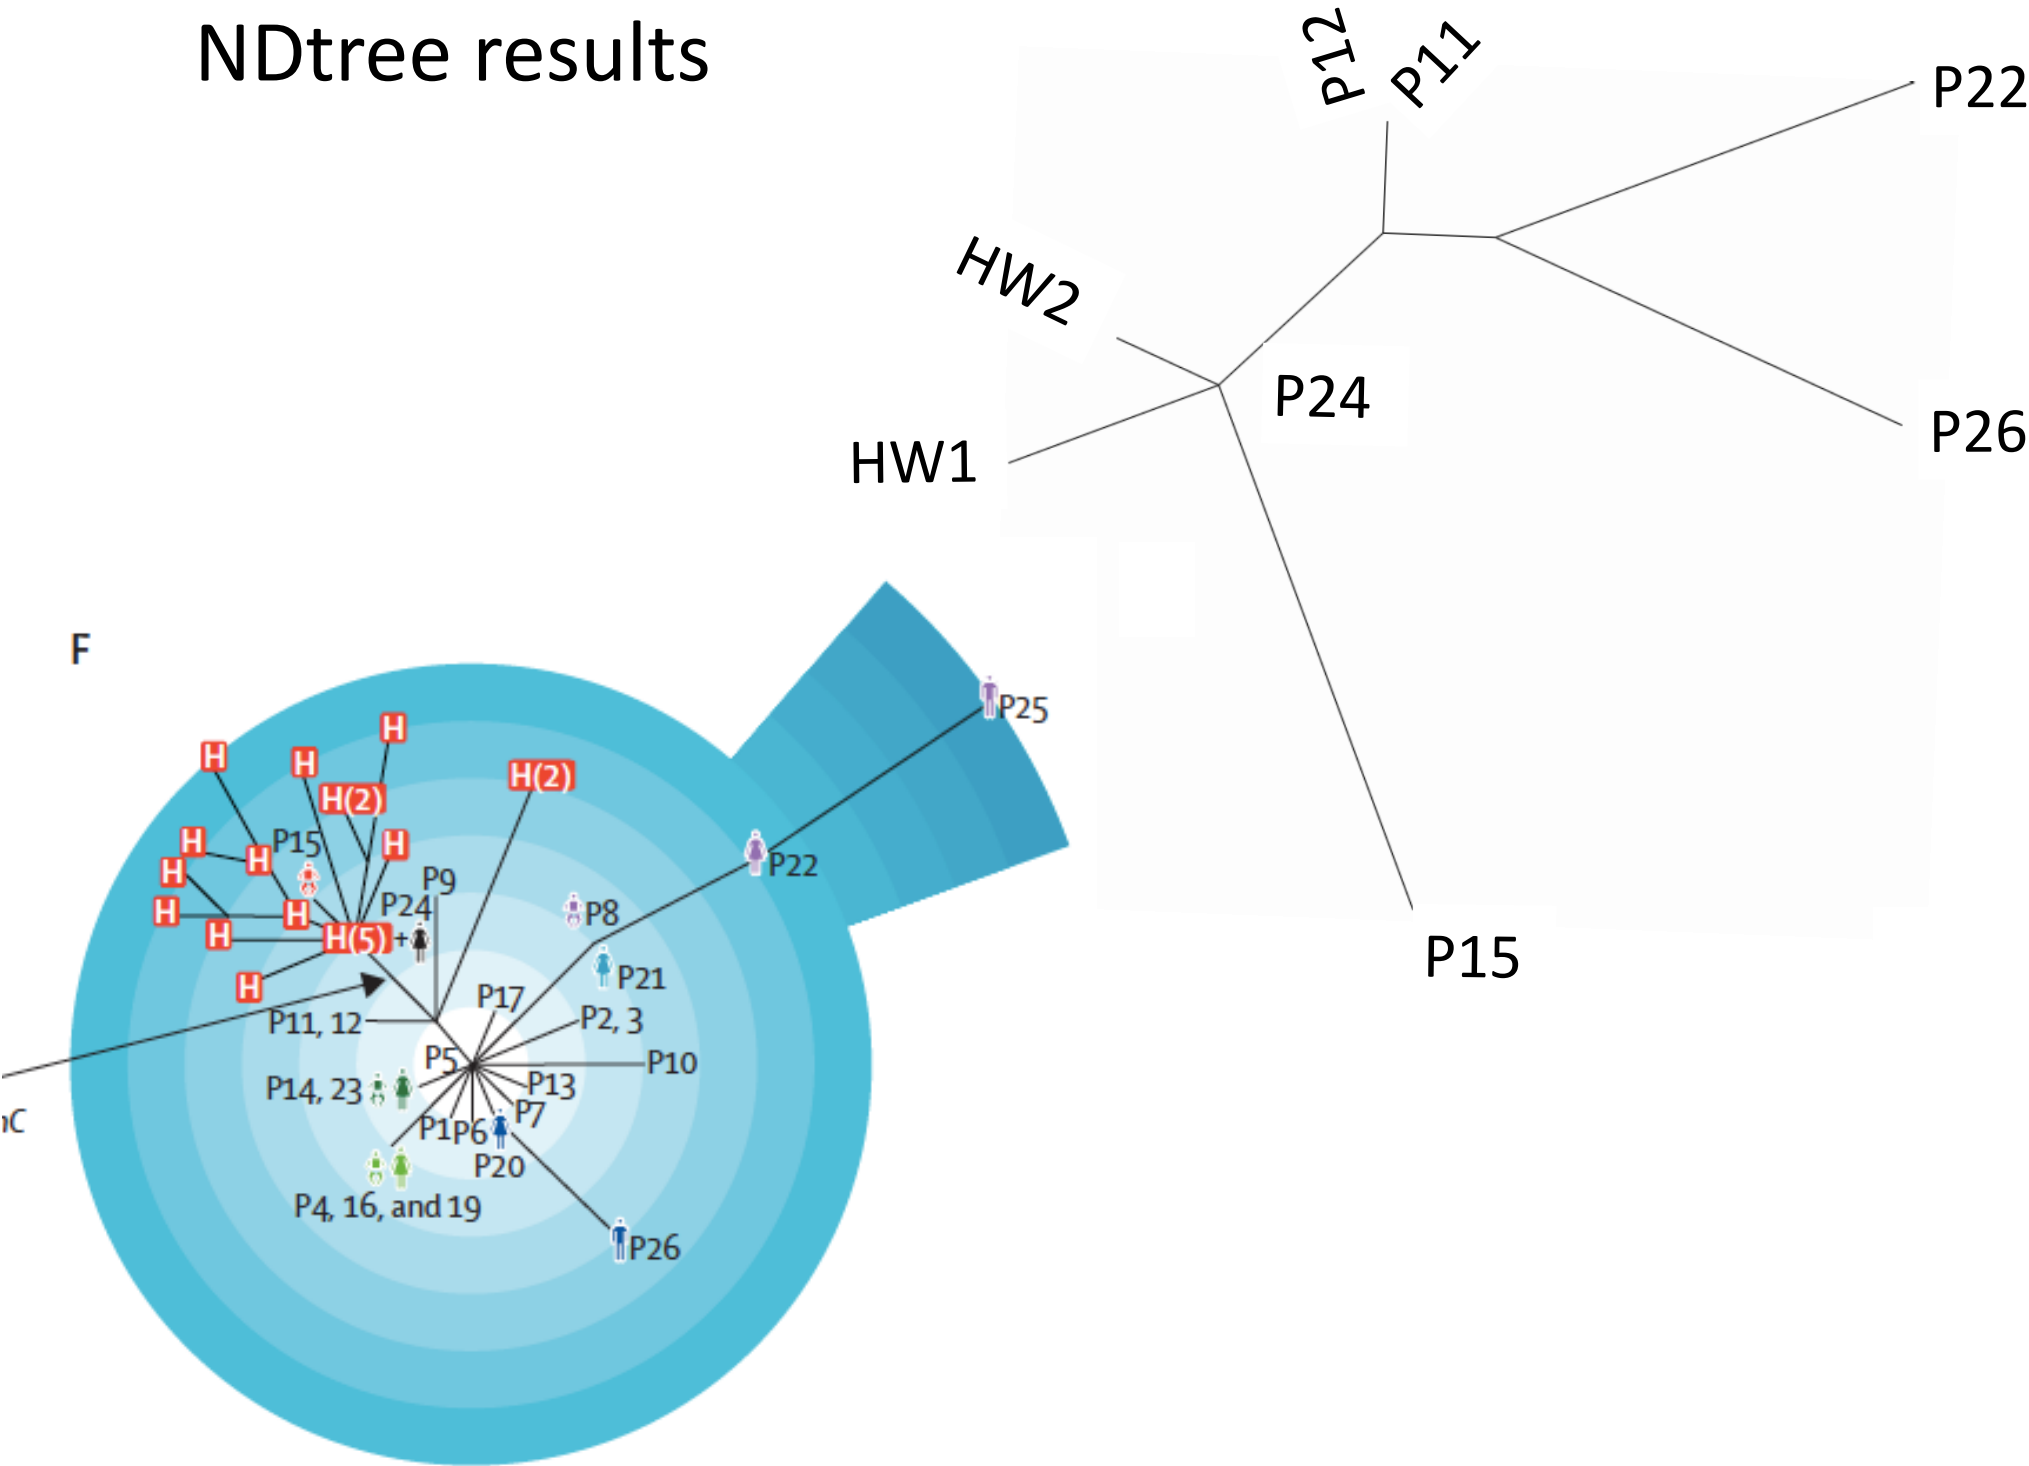 NDtree results
P12
P11
P22
HW2
P24
HW1
P26
P15
F
P25
H
H
H
H(2)
H(2)
H
P15
H
H
H
P22
P9
P24
P8
H
H
H
H(5)
+
P21
H
P17
P11, 12
P2, 3
P5
P10
P14, 23
P13
P7
nC
P1
P6
P20
P4, 16, and 19
P26